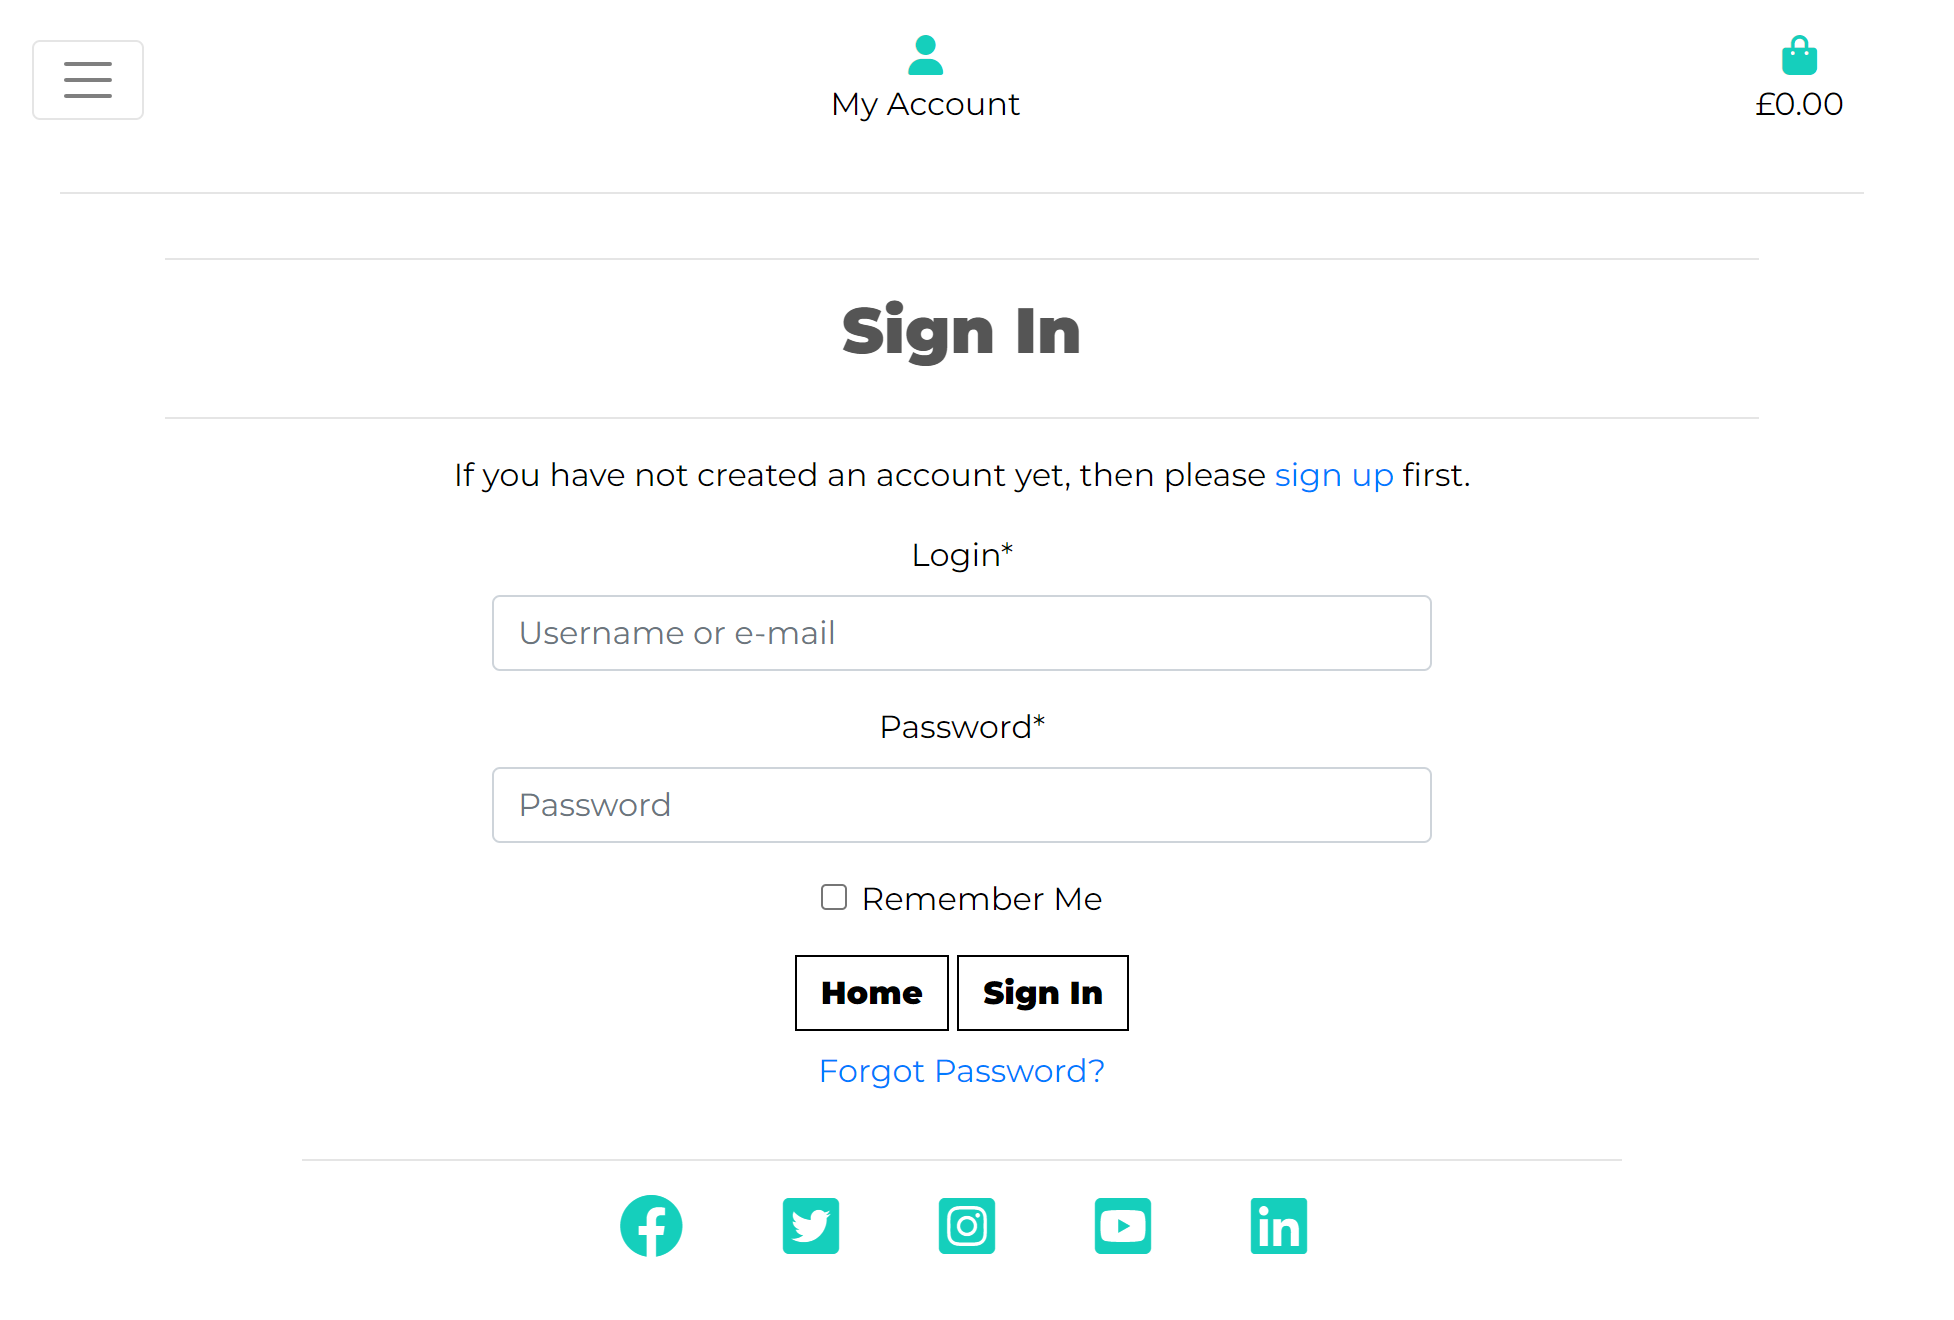 My Account
£0.00
Sign In
If you have not created an account yet, then please sign up first.
Login*
Username or e-mail
Password*
Password
Remember Me
Home Sign In
Forgot Password?